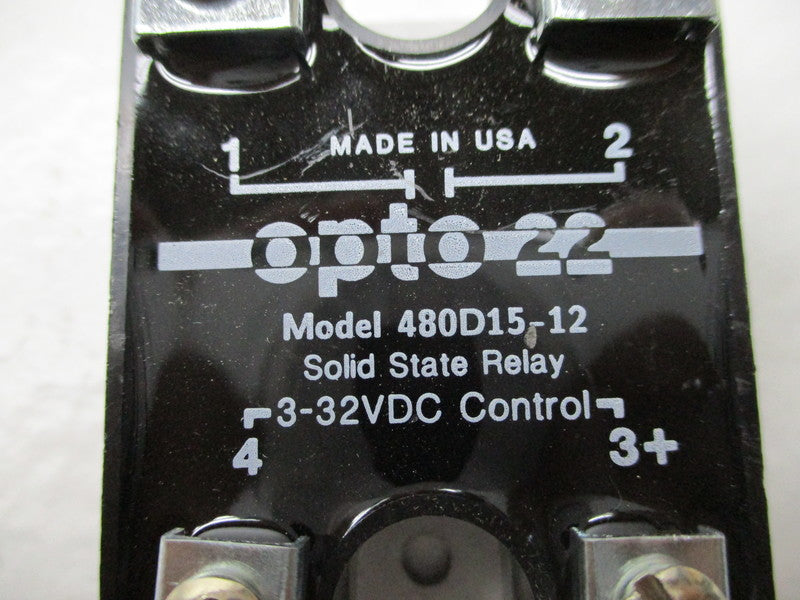 MADE IN USA
1 2
opto 22
Model 480D15-12
Solid State Relay
3-32VDC Control
4 3+